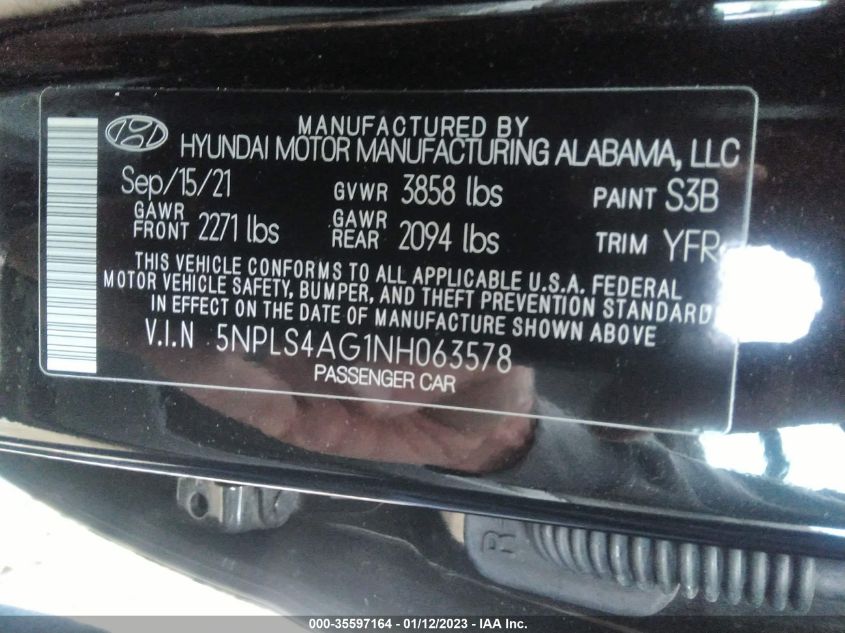 MANUFACTURED BY
HYUNDAI MOTOR MANUFACTURING ALABAMA, LLC
Sep/15/21 GVWR 3858 lbs PAINT S3B
GAWR FRONT 2271 lbs GAWR REAR 2094 lbs TRIM YFR
THIS VEHICLE CONFORMS TO ALL APPLICABLE U.S.A. FEDERAL
MOTOR VEHICLE SAFETY, BUMPER, AND THEFT PREVENTION STANDARD
IN EFFECT ON THE DATE OF MANUFACTURE SHOWN ABOVE
V.I.N 5NPLS4AG1NH063578
PASSENGER CAR
R-
000-35597164 - 01/12/2023 - IAA Inc.